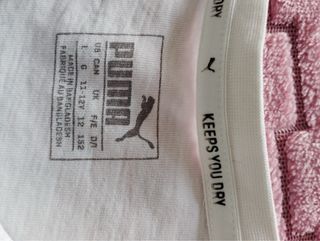 PUMA
US CAN UK F/E D/I
L G 11-12Y 12 152
MADE IN BANGLADESH
FABRIQUÉ AU BANGLADESH
KEEPS YOU DRY